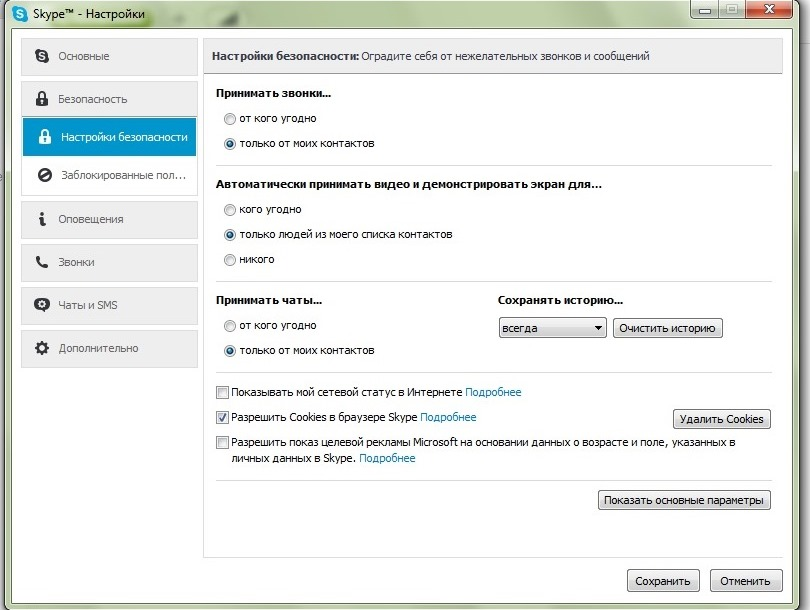 Skype™ - Настройки
Основные
Безопасность
Настройки безопасности
Заблокированные пол...
Оповещения
Звонки
Чаты и SMS
Дополнительно
Настройки безопасности: Оградите себя от нежелательных звонков и сообщений
Принимать звонки...
от кого угодно
только от моих контактов
Автоматически принимать видео и демонстрировать экран для...
кого угодно
только людей из моего списка контактов
никого
Принимать чаты...
от кого угодно
только от моих контактов
Сохранять историю...
всегда
Очистить историю
Показывать мой сетевой статус в Интернете Подробнее
Разрешить Cookies в браузере Skype Подробнее
Удалить Cookies
Разрешить показ целевой рекламы Microsoft на основании данных о возрасте и поле, указанных в
личных данных в Skype. Подробнее
Показать основные параметры
Сохранить
Отменить